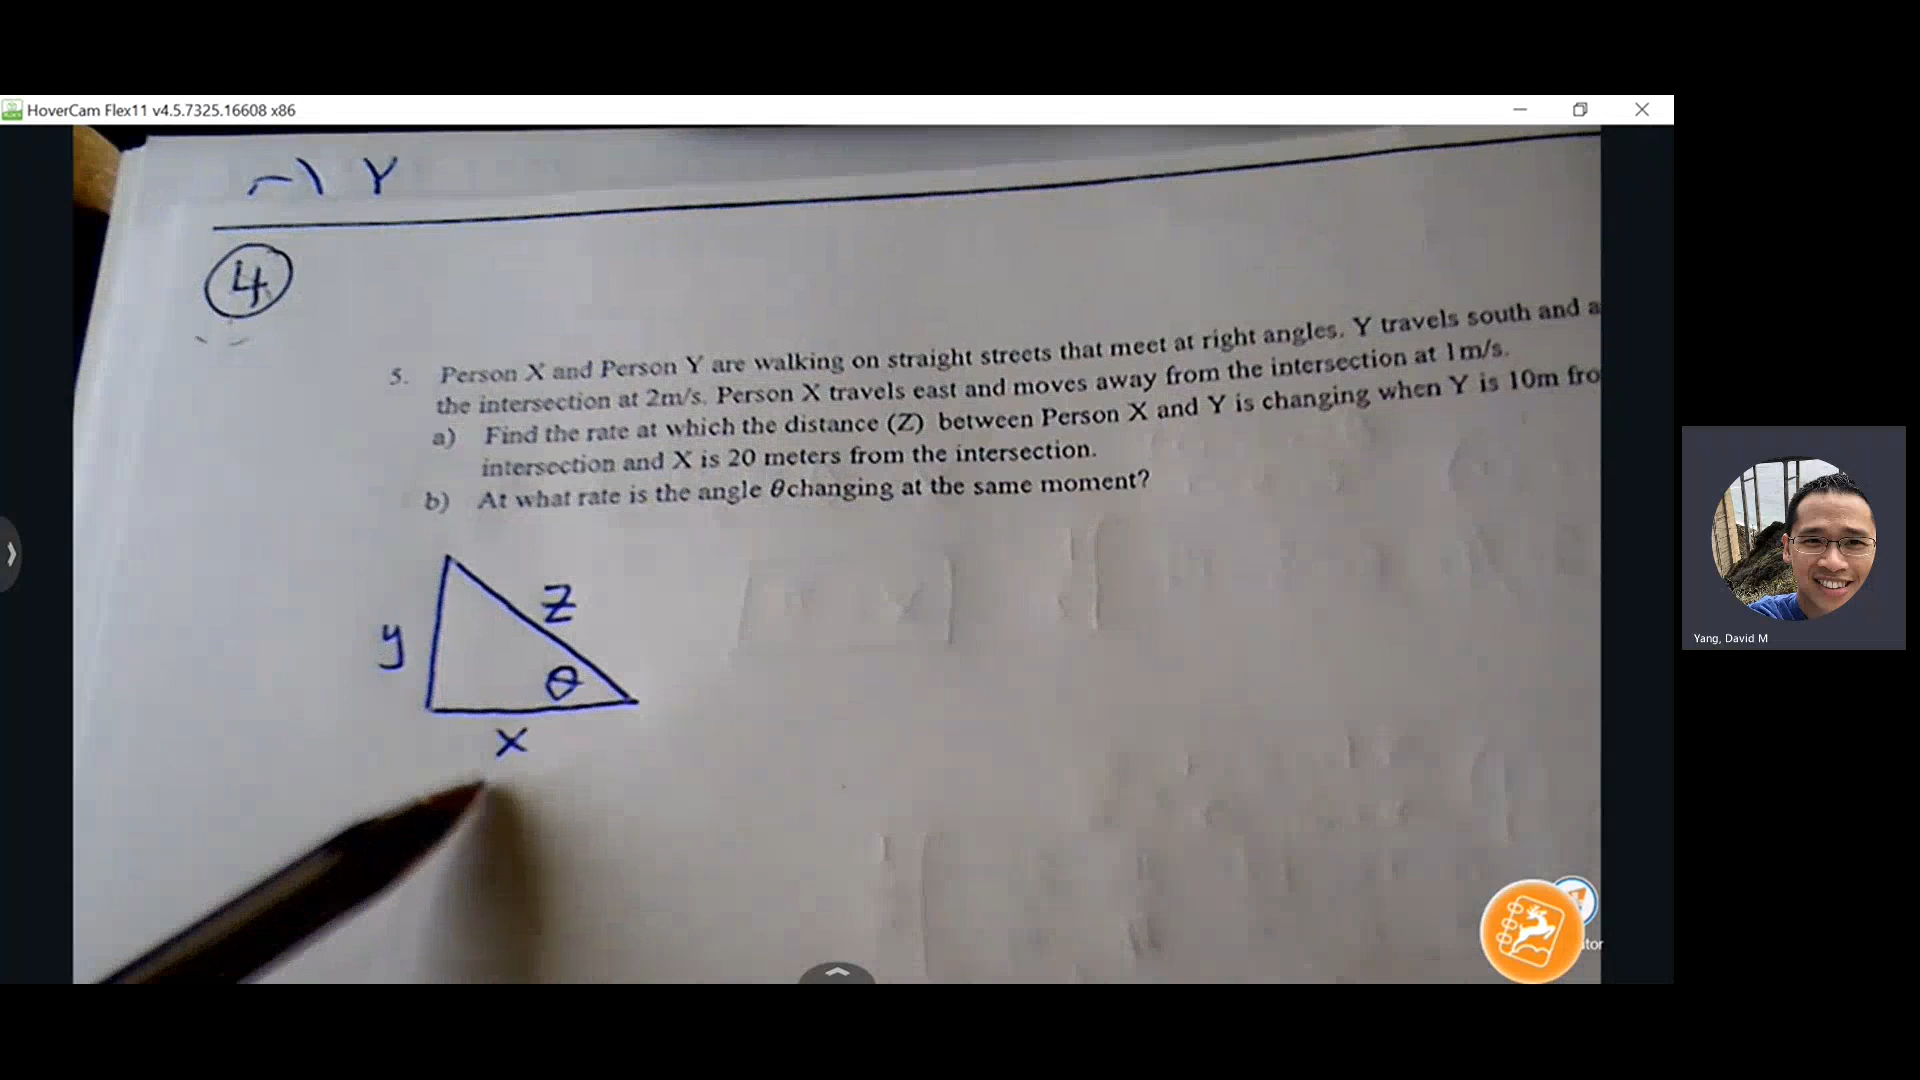 HoverCam Flex11 v4.5.7325.16608 x86
Y
4
5. Person X and Person Y are walking on straight streets that meet at right angles. Y travels south and a
the intersection at 2m/s. Person X travels east and moves away from the intersection at 1m/s.
a) Find the rate at which the distance (Z) between Person X and Y is changing when Y is 10m fro
intersection and X is 20 meters from the intersection.
b) At what rate is the angle θchanging at the same moment?
z
y
θ
x
Yang, David M